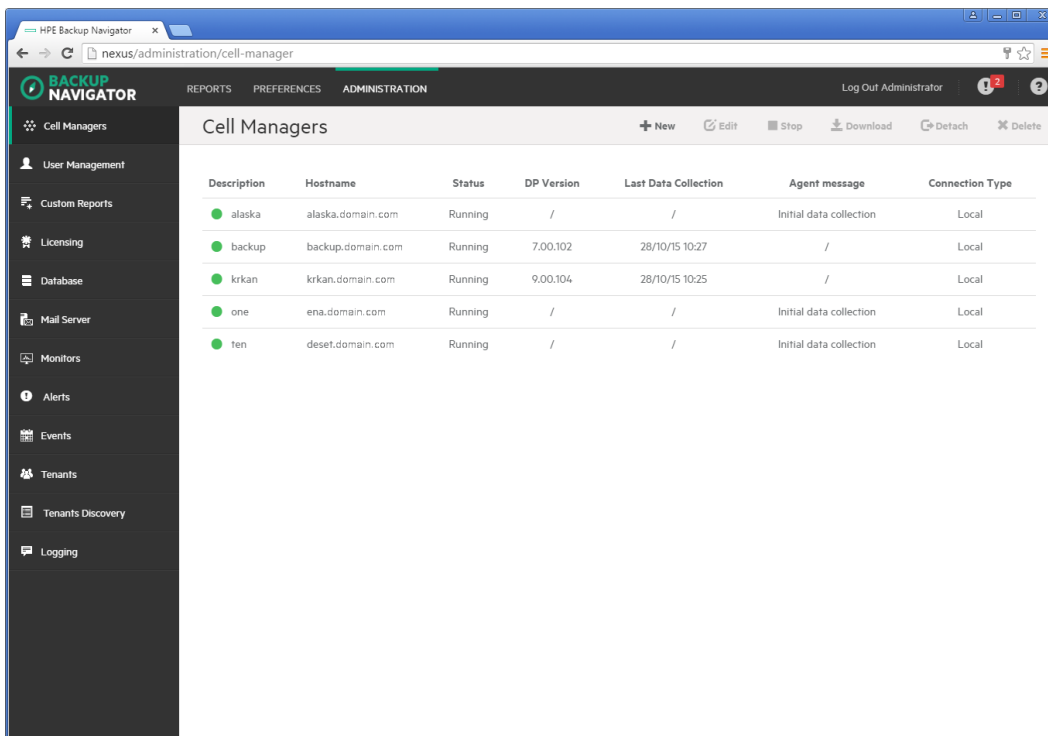 HPE Backup Navigator
nexus/administration/cell-manager
BACKUP NAVIGATOR
REPORTS PREFERENCES ADMINISTRATION Log Out Administrator 2
Cell Managers
User Management
Custom Reports
Licensing
Database
Mail Server
Monitors
Alerts
Events
Tenants
Tenants Discovery
Logging
Cell Managers New Edit Stop Download Detach Delete
Description Hostname Status DP Version Last Data Collection Agent message Connection Type
alaska alaska.domain.com Running / / Initial data collection Local
backup backup.domain.com Running 7.00.102 28/10/15 10:27 / Local
krkan krkan.domain.com Running 9.00.104 28/10/15 10:25 / Local
one ena.domain.com Running / / Initial data collection Local
ten deset.domain.com Running / / Initial data collection Local